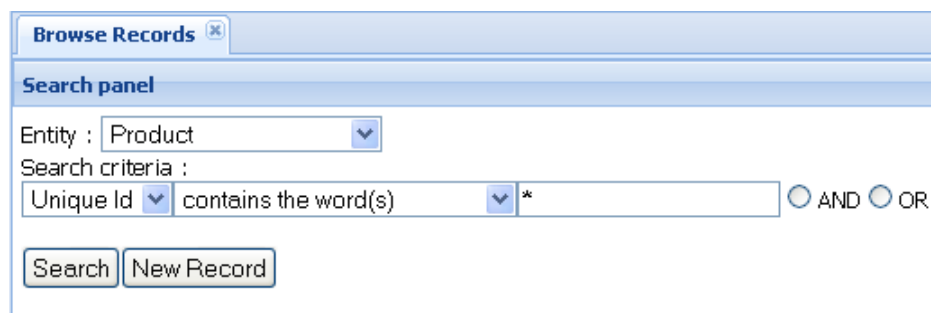 Browse Records
Search panel
Entity : Product
Search criteria :
Unique Id contains the word(s) * AND OR
Search New Record